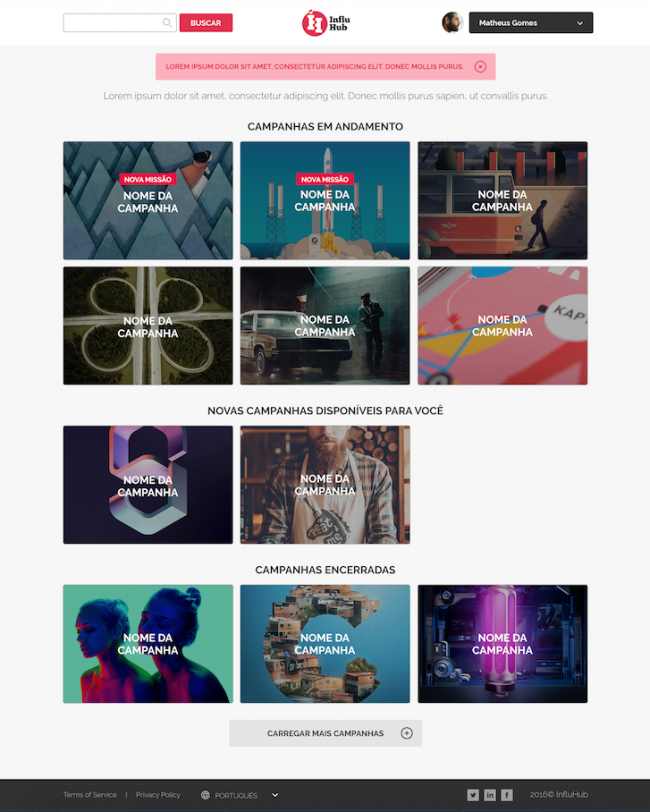 BUSCAR
Influ
Hub
Matheus Gomes
LOREM IPSUM DOLOR SIT AMET, CONSECTETUR ADIPISCING ELIT. DONEC MOLLIS PURUS.
Lorem ipsum dolor sit amet, consectetur adipiscing elit. Donec mollis purus sapien, ut convallis purus.
CAMPANHAS EM ANDAMENTO
NOVA MISSÃO
NOME DA
CAMPANHA
NOVA MISSÃO
NOME DA
CAMPANHA
NOME DA
CAMPANHA
NOME DA
CAMPANHA
NOME DA
CAMPANHA
NOME DA
CAMPANHA
NOVAS CAMPANHAS DISPONÍVEIS PARA VOCÊ
NOME DA
CAMPANHA
NOME DA
CAMPANHA
CAMPANHAS ENCERRADAS
NOME DA
CAMPANHA
NOME DA
CAMPANHA
NOME DA
CAMPANHA
CARREGAR MAIS CAMPANHAS
Terms of Service | Privacy Policy
PORTUGUÊS
2016© InfluHub